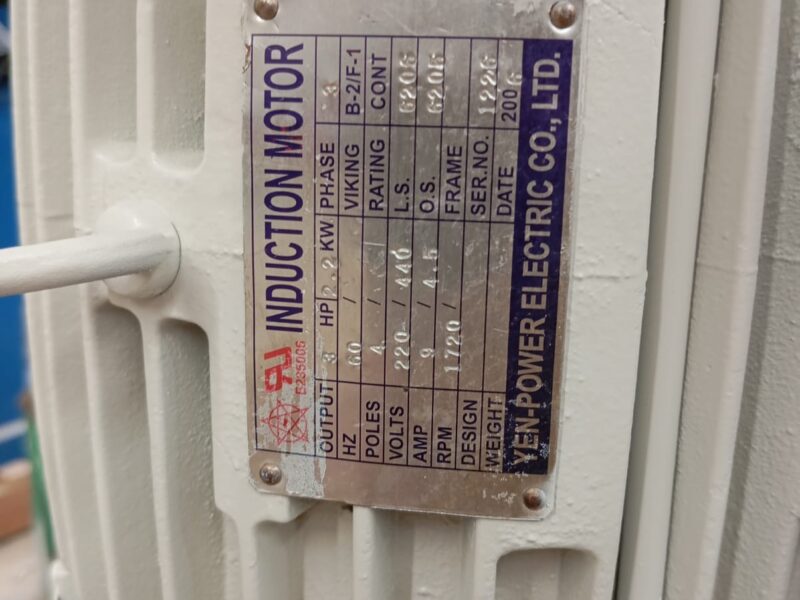 INDUCTION MOTOR
E235005
OUTPUT 3 HP 2.2 KW PHASE 3
HZ 60 / VIKING B-2/F-1
POLES 4 / RATING CONT
VOLTS 220 / 440 L.S. 6206
AMP 9 / 4.5 O.S. 6206
RPM 1720 / FRAME
DESIGN SER.NO. 1226
WEIGHT DATE 2006
YEN-POWER ELECTRIC CO., LTD.